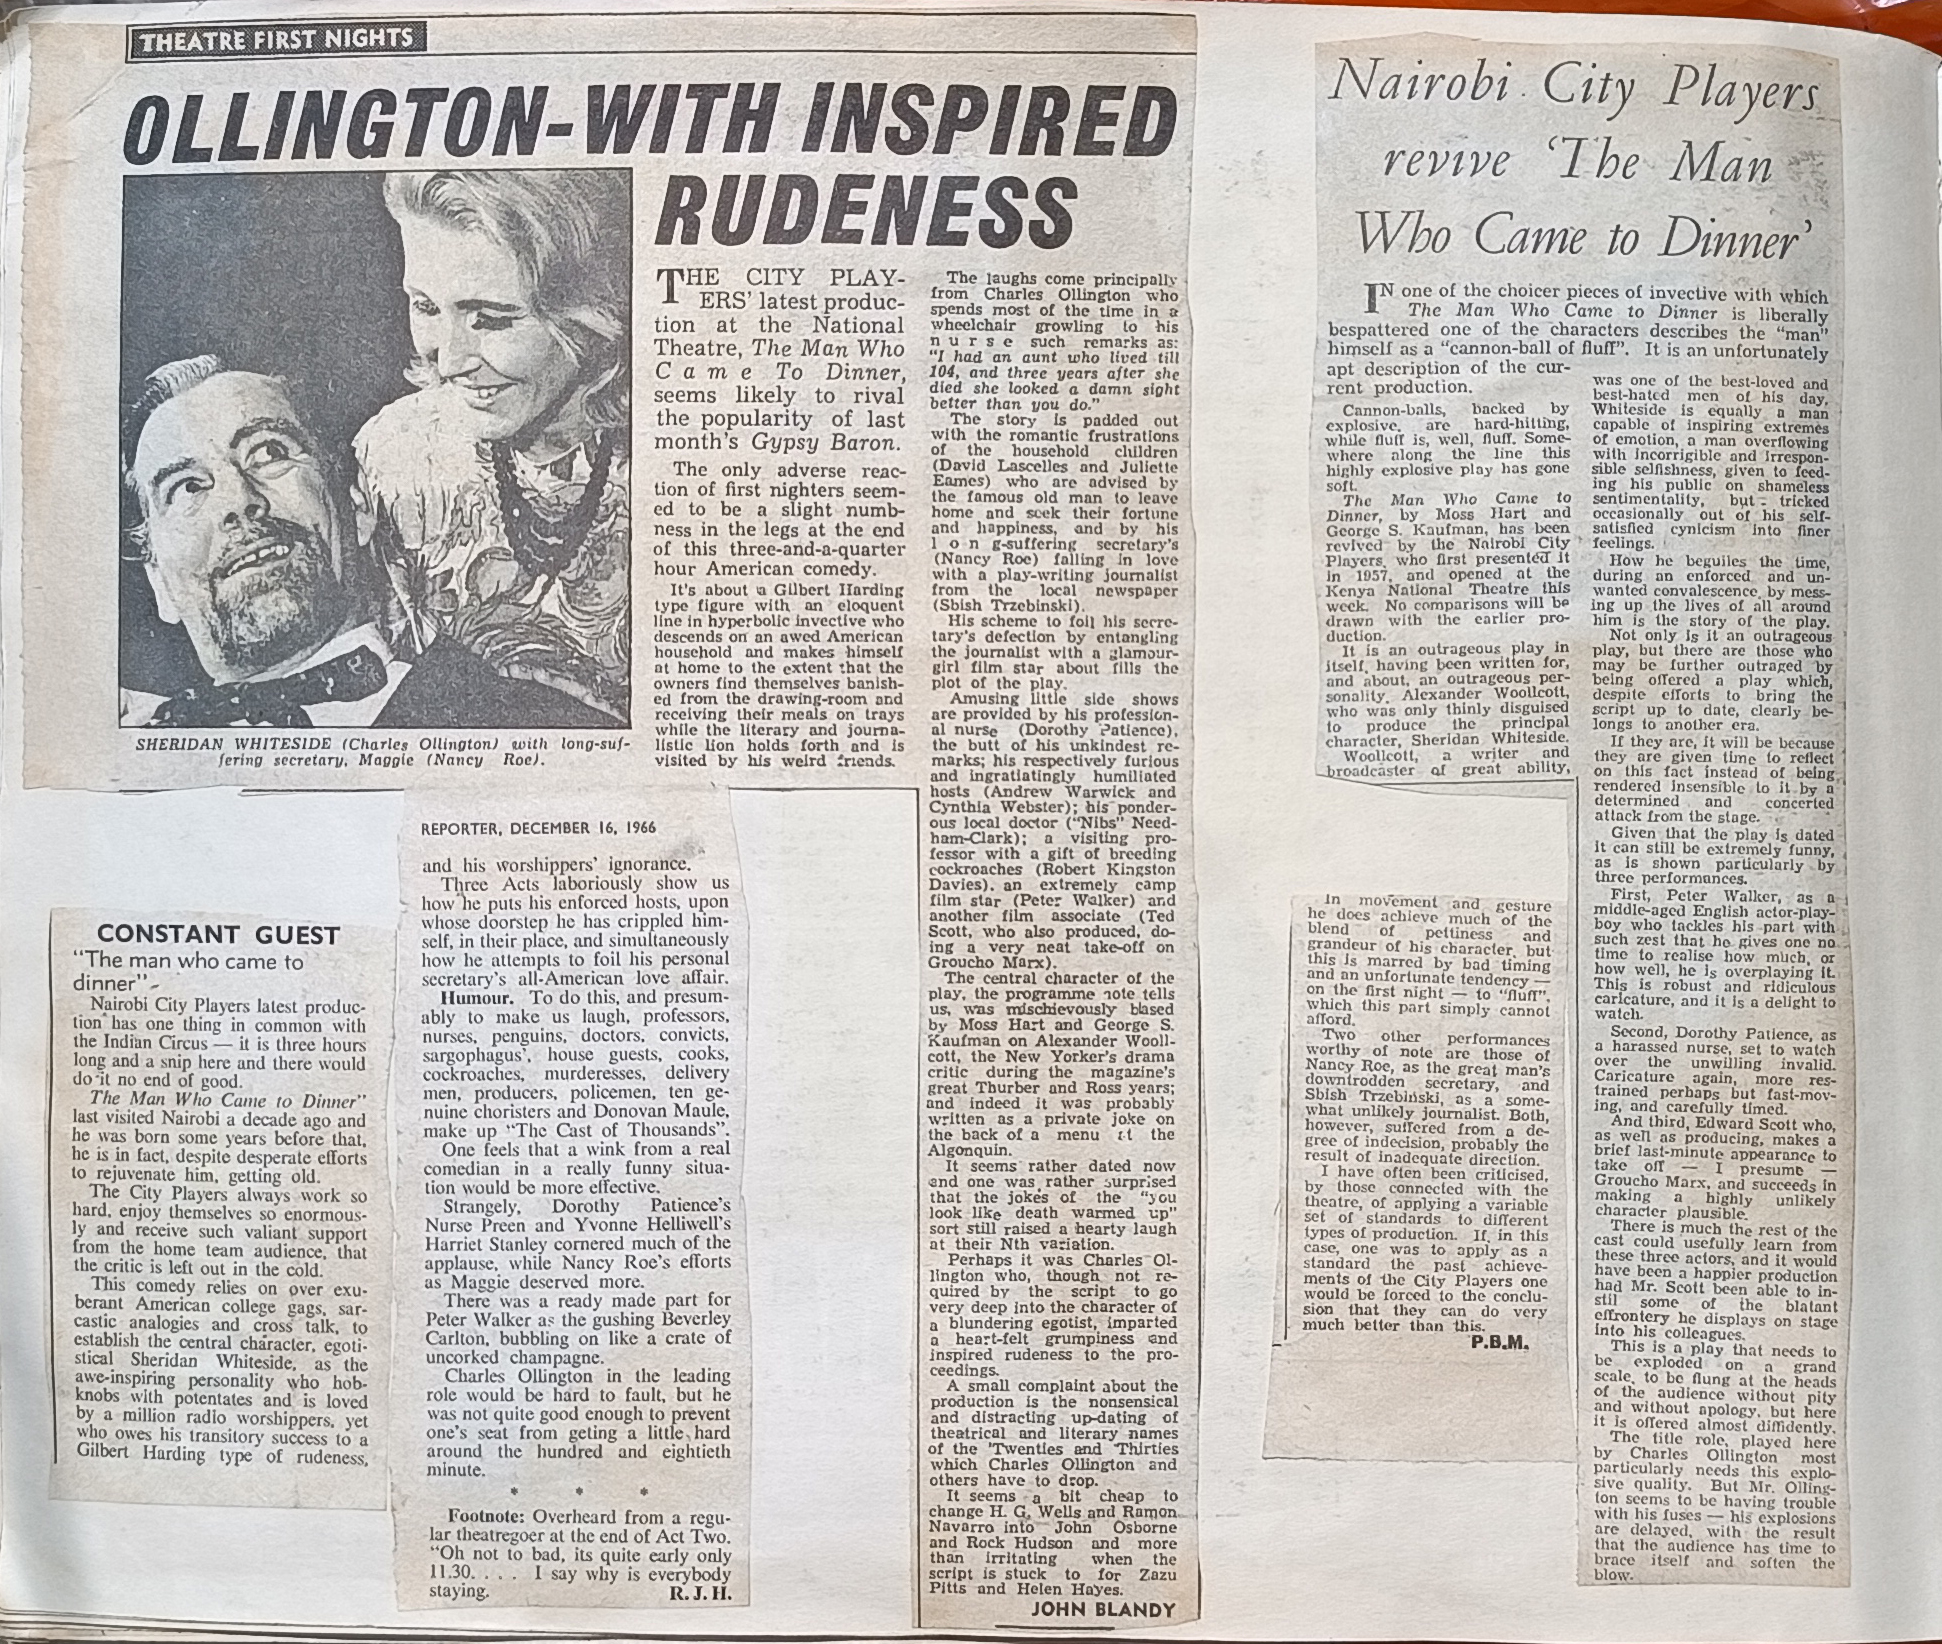 THEATRE FIRST NIGHTS
OLLINGTON-WITH INSPIRED
RUDENESS
SHERIDAN WHITESIDE (Charles Ollington) with long-suf-
fering secretary, Maggie (Nancy Roe).
THE CITY PLAY-
ERS' latest produc-
tion at the National
Theatre, The Man Who
Came To Dinner,
seems likely to rival
the popularity of last
month's Gypsy Baron.
The only adverse reac-
tion of first nighters seem-
ed to be a slight numb-
ness in the legs at the end
of this three-and-a-quarter
hour American comedy.
It's about a Gilbert Harding
type figure with an eloquent
line in hyperbolic invective who
descends on an awed American
household and makes himself
at home to the extent that the
owners find themselves banish-
ed from the drawing-room and
receiving their meals on trays
while the literary and journa-
listic lion holds forth and is
visited by his weird friends.
The laughs come principally
from Charles Ollington who
spends most of the time in a
wheelchair growling to his
nurse such remarks as:
"I had an aunt who lived till
104, and three years after she
died she looked a damn sight
better than you do."
The story is padded out
with the romantic frustrations
of the household children
(David Lascelles and Juliette
Eames) who are advised by
the famous old man to leave
home and seek their fortune
and happiness, and by his
long-suffering secretary's
(Nancy Roe) falling in love
with a play-writing journalist
from the local newspaper
(Sbish Trzebinski).
His scheme to foil his secre-
tary's defection by entangling
the journalist with a glamour-
girl film star about fills the
plot of the play.
Amusing little side shows
are provided by his profession-
al nurse (Dorothy Patience),
the butt of his unkindest re-
marks; his respectively furious
and ingratiatingly humiliated
hosts (Andrew Warwick and
Cynthia Webster); his ponder-
ous local doctor ("Nibs" Need-
ham-Clark); a visiting pro-
fessor with a gift of breeding
cockroaches (Robert Kingston
Davies), an extremely camp
film star (Peter Walker) and
another film associate (Ted
Scott, who also produced, do-
ing a very neat take-off on
Groucho Marx).
The central character of the
play, the programme note tells
us, was mischievously based
by Moss Hart and George S.
Kaufman on Alexander Wooll-
cott, the New Yorker's drama
critic during the magazine's
great Thurber and Ross years;
and indeed it was probably
written as a private joke on
the back of a menu at the
Algonquin.
It seems rather dated now
and one was rather surprised
that the jokes of the "you
look like death warmed up"
sort still raised a hearty laugh
at their Nth variation.
Perhaps it was Charles Ol-
lington who, though not re-
quired by the script to go
very deep into the character of
a blundering egotist, imparted
a heart-felt grumpiness and
inspired rudeness to the pro-
ceedings.
A small complaint about the
production is the nonsensical
and distracting up-dating of
theatrical and literary names
of the 'Twenties and 'Thirties
which Charles Ollington and
others have to drop.
It seems a bit cheap to
change H. G. Wells and Ramon
Navarro into John Osborne
and Rock Hudson and more
than irritating when the
script is stuck to for Zazu
Pitts and Helen Hayes.
JOHN BLANDY
CONSTANT GUEST
"The man who came to
dinner"-
Nairobi City Players latest produc-
tion has one thing in common with
the Indian Circus — it is three hours
long and a snip here and there would
do it no end of good.
The Man Who Came to Dinner"
last visited Nairobi a decade ago and
he was born some years before that,
he is in fact, despite desperate efforts
to rejuvenate him, getting old.
The City Players always work so
hard, enjoy themselves so enormous-
ly and receive such valiant support
from the home team audience, that
the critic is left out in the cold.
This comedy relies on over exu-
berant American college gags, sar-
castic analogies and cross talk, to
establish the central character, egoti-
stical Sheridan Whiteside, as the
awe-inspiring personality who hob-
knobs with potentates and is loved
by a million radio worshippers, yet
who owes his transitory success to a
Gilbert Harding type of rudeness,
REPORTER, DECEMBER 16, 1966
and his worshippers' ignorance.
Three Acts laboriously show us
how he puts his enforced hosts, upon
whose doorstep he has crippled him-
self, in their place, and simultaneously
how he attempts to foil his personal
secretary's all-American love affair.
Humour. To do this, and presum-
ably to make us laugh, professors,
nurses, penguins, doctors, convicts,
sargophagus', house guests, cooks,
cockroaches, murderesses, delivery
men, producers, policemen, ten ge-
nuine choristers and Donovan Maule,
make up "The Cast of Thousands".
One feels that a wink from a real
comedian in a really funny situa-
tion would be more effective.
Strangely, Dorothy Patience's
Nurse Preen and Yvonne Helliwell's
Harriet Stanley cornered much of the
applause, while Nancy Roe's efforts
as Maggie deserved more.
There was a ready made part for
Peter Walker as the gushing Beverley
Carlton, bubbling on like a crate of
uncorked champagne.
Charles Ollington in the leading
role would be hard to fault, but he
was not quite good enough to prevent
one's seat from geting a little hard
around the hundred and eightieth
minute.
* * *
Footnote: Overheard from a regu-
lar theatregoer at the end of Act Two.
"Oh not to bad, its quite early only
11.30. . . . I say why is everybody
staying. R. J. H.
Nairobi City Players
revive 'The Man
Who Came to Dinner'
IN one of the choicer pieces of invective with which
The Man Who Came to Dinner is liberally
bespattered one of the characters describes the "man"
himself as a "cannon-ball of fluff". It is an unfortunately
apt description of the cur-
rent production.
Cannon-balls, backed by
explosive, are hard-hitting,
while fluff is, well, fluff. Some-
where along the line this
highly explosive play has gone
soft.
The Man Who Came to
Dinner, by Moss Hart and
George S. Kaufman, has been
revived by the Nairobi City
Players, who first presented it
in 1957, and opened at the
Kenya National Theatre this
week. No comparisons will be
drawn with the earlier pro-
duction.
It is an outrageous play in
itself, having been written for,
and about, an outrageous per-
sonality, Alexander Woollcott,
who was only thinly disguised
to produce the principal
character, Sheridan Whiteside.
Woollcott, a writer and
broadcaster of great ability,
was one of the best-loved and
best-hated men of his day.
Whiteside is equally a man
capable of inspiring extremes
of emotion, a man overflowing
with incorrigible and irrespon-
sible selfishness, given to feed-
ing his public on shameless
sentimentality, but tricked
occasionally out of his self-
satisfied cynicism into finer
feelings.
How he beguiles the time,
during an enforced and un-
wanted convalescence, by mess-
ing up the lives of all around
him is the story of the play.
Not only is it an outrageous
play, but there are those who
may be further outraged by
being offered a play which,
despite efforts to bring the
script up to date, clearly be-
longs to another era.
If they are, it will be because
they are given time to reflect
on this fact instead of being
rendered insensible to it by a
determined and concerted
attack from the stage.
Given that the play is dated
it can still be extremely funny,
as is shown particularly by
three performances.
First, Peter Walker, as a
middle-aged English actor-play-
boy who tackles his part with
such zest that he gives one no
time to realise how much, or
how well, he is overplaying it.
This is robust and ridiculous
caricature, and it is a delight to
watch.
Second, Dorothy Patience, as
a harassed nurse, set to watch
over the unwilling invalid.
Caricature again, more res-
trained perhaps but fast-mov-
ing, and carefully timed.
And third, Edward Scott who,
as well as producing, makes a
brief last-minute appearance to
take off — I presume —
Groucho Marx, and succeeds in
making a highly unlikely
character plausible.
There is much the rest of the
cast could usefully learn from
these three actors, and it would
have been a happier production
had Mr. Scott been able to in-
stil some of the blatant
effrontery he displays on stage
into his colleagues.
This is a play that needs to
be exploded on a grand
scale, to be flung at the heads
of the audience without pity
and without apology, but here
it is offered almost diffidently.
The title role, played here
by Charles Ollington most
particularly needs this explo-
sive quality. But Mr. Olling-
ton seems to be having trouble
with his fuses — his explosions
are delayed, with the result
that the audience has time to
brace itself and soften the
blow.
In movement and gesture
he does achieve much of the
blend of pettiness and
grandeur of his character, but
this is marred by bad timing
and an unfortunate tendency —
on the first night — to "fluff",
which this part simply cannot
afford.
Two other performances
worthy of note are those of
Nancy Roe, as the great man's
downtrodden secretary, and
Sbish Trzebinski, as a some-
what unlikely journalist. Both,
however, suffered from a de-
gree of indecision, probably the
result of inadequate direction.
I have often been criticised,
by those connected with the
theatre, of applying a variable
set of standards to different
types of production. If, in this
case, one was to apply as a
standard the past achieve-
ments of the City Players one
would be forced to the conclu-
sion that they can do very
much better than this.
P.B.M.